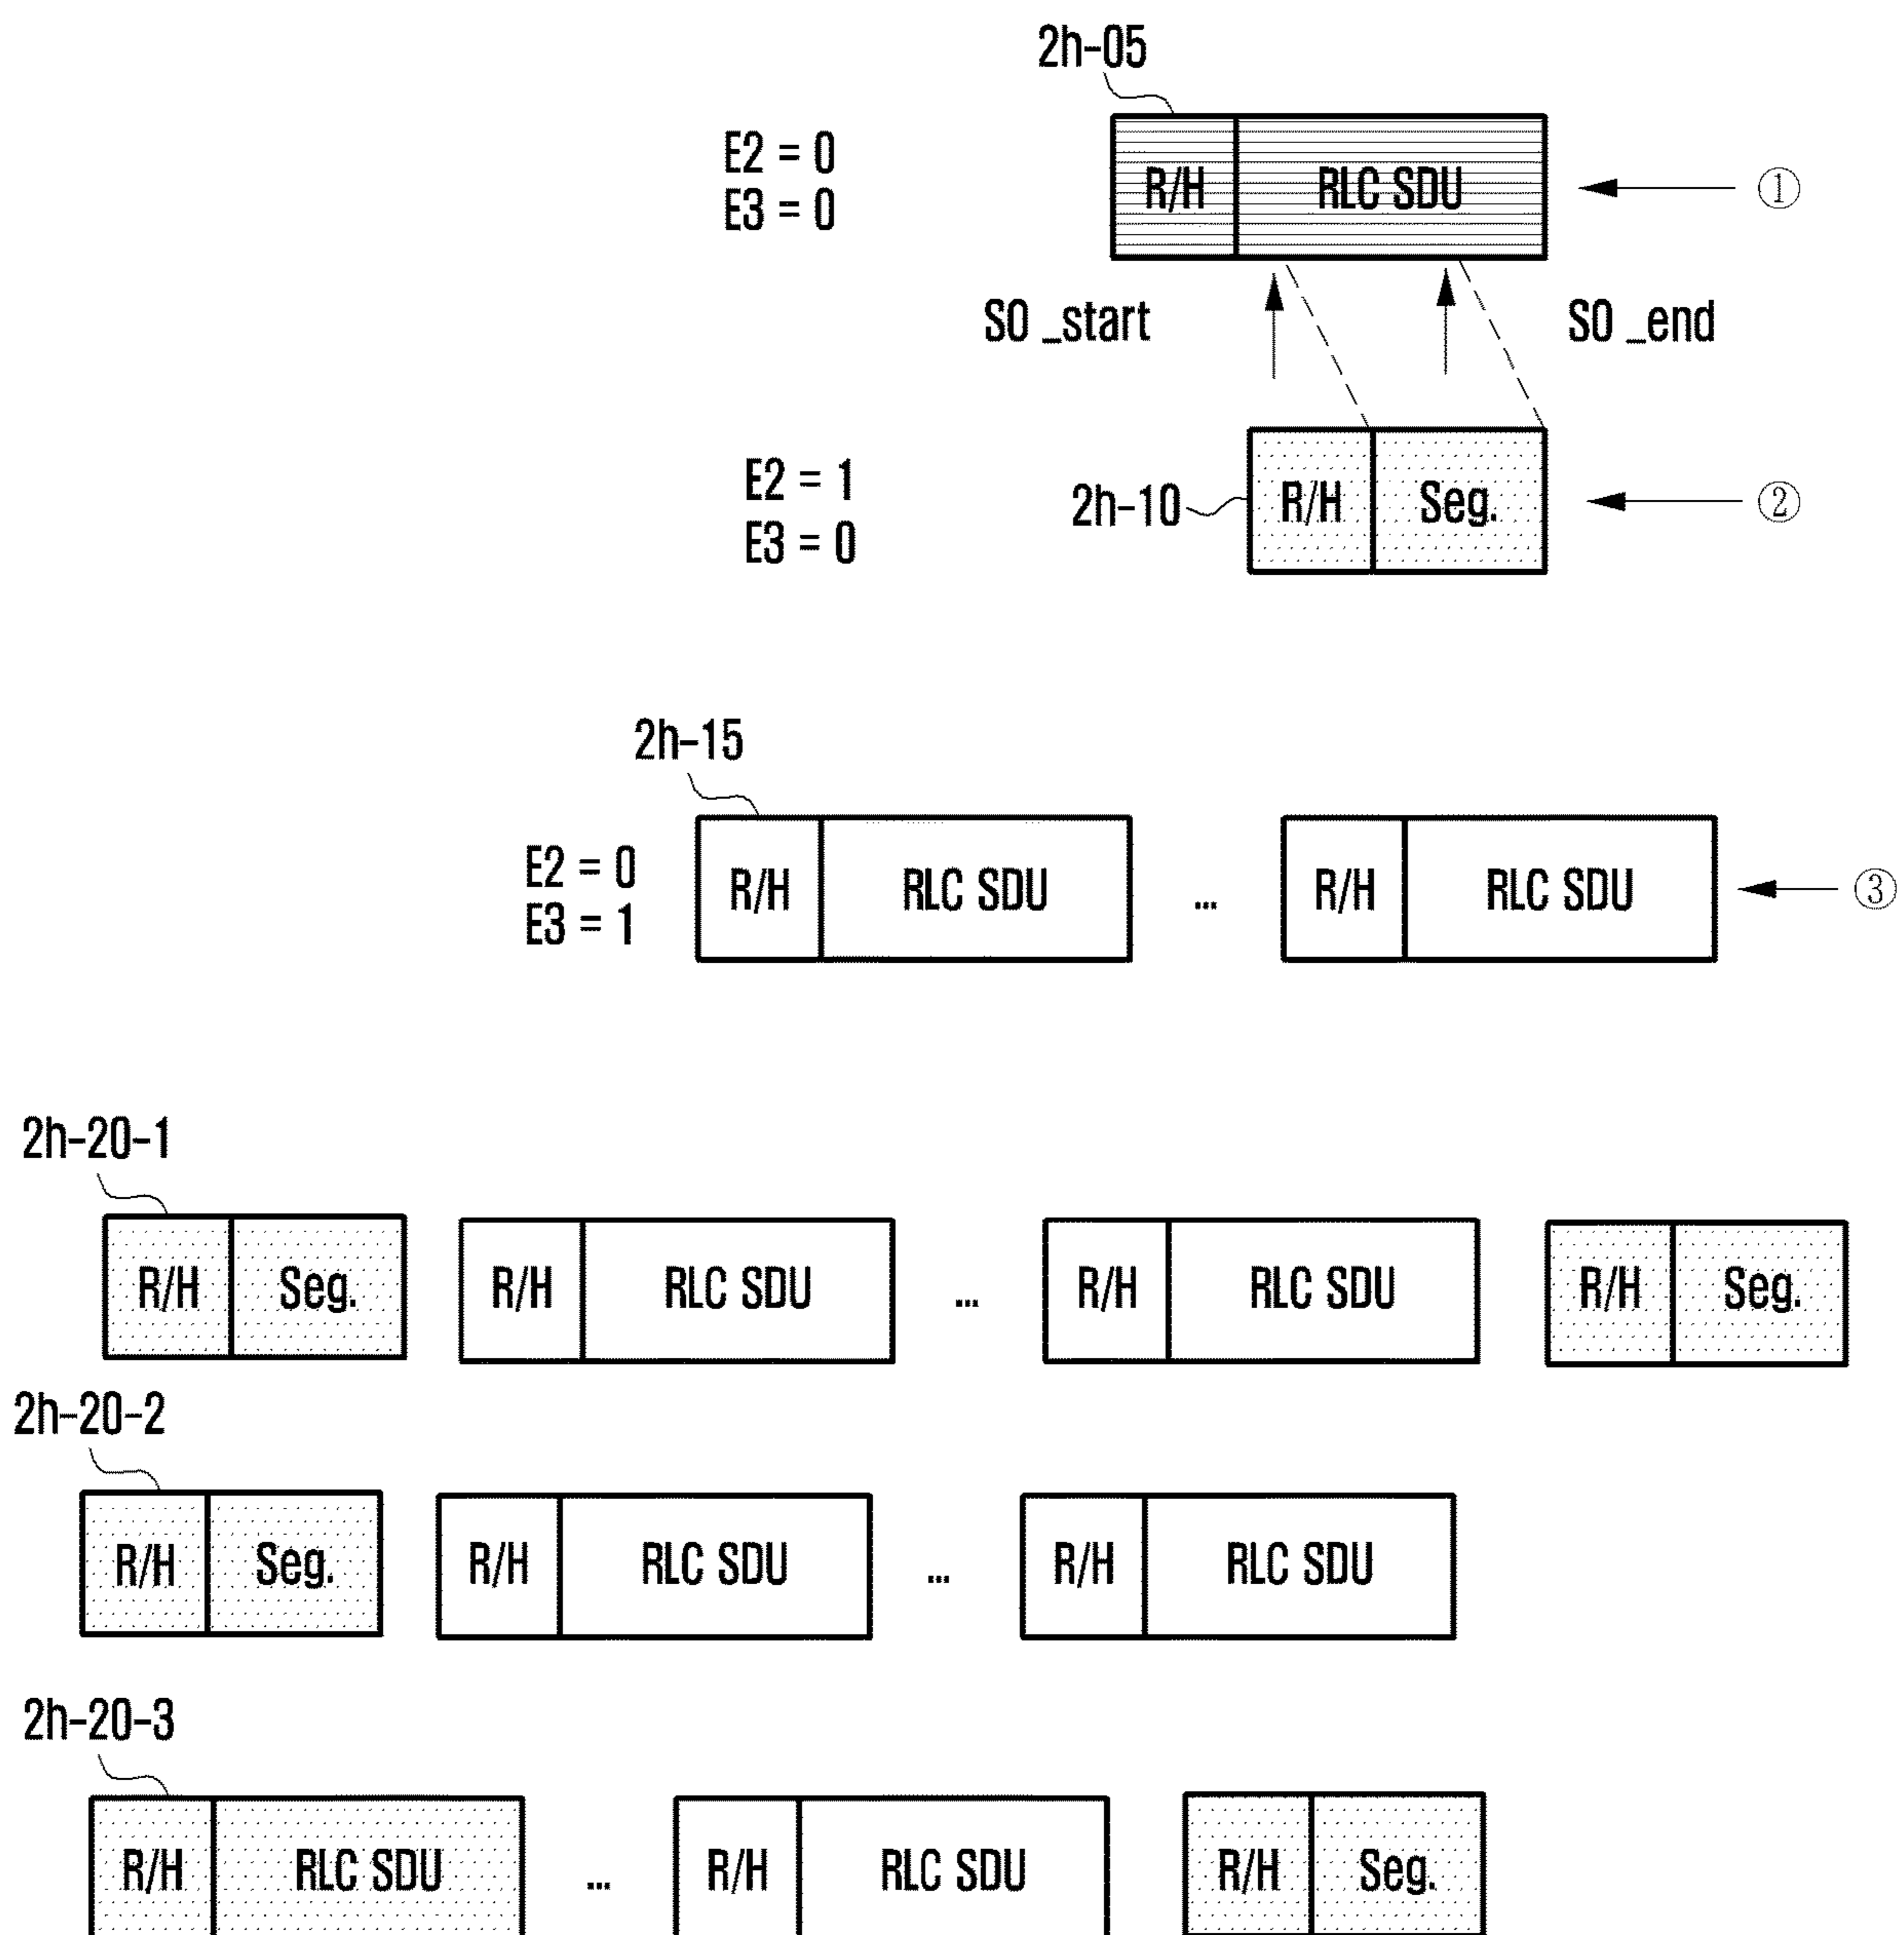 2h-05
E2 = 0
E3 = 0
R/H RLC SDU ①
SO _start SO _end
E2 = 1
E3 = 0
2h-10 R/H Seg. ②
2h-15
E2 = 0
E3 = 1
R/H RLC SDU ... R/H RLC SDU ③
2h-20-1
R/H Seg. R/H RLC SDU ... R/H RLC SDU R/H Seg.
2h-20-2
R/H Seg. R/H RLC SDU ... R/H RLC SDU
2h-20-3
R/H RLC SDU ... R/H RLC SDU R/H Seg.